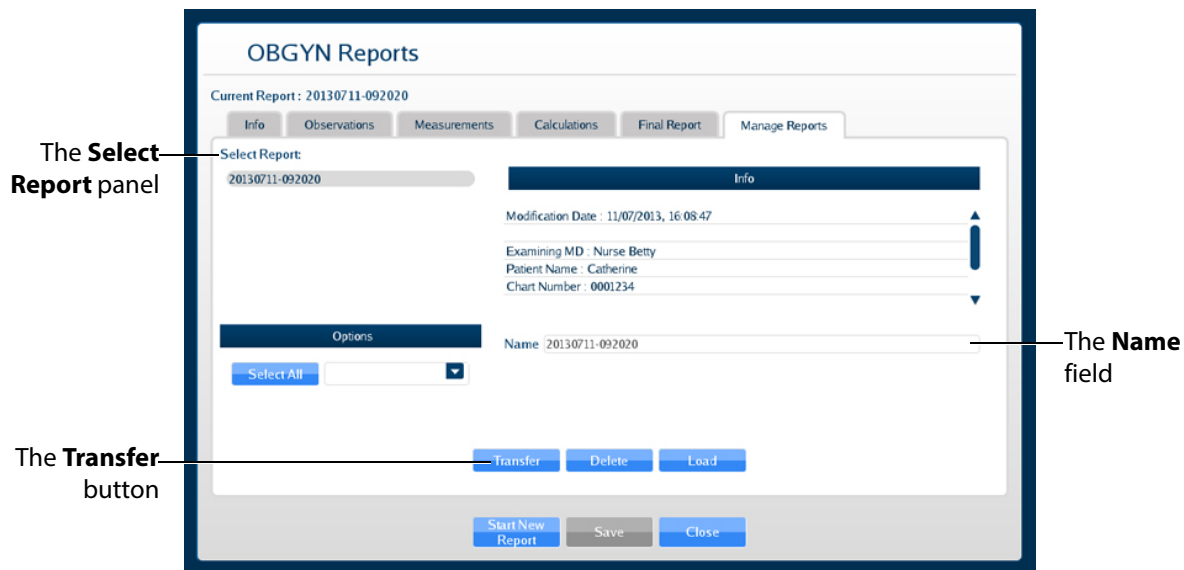 OBGYN Reports
Current Report : 20130711-092020
Info Observations Measurements Calculations Final Report Manage Reports
The Select
Report panel
Select Report:
20130711-092020
Info
Modification Date : 11/07/2013, 16:08:47
Examining MD : Nurse Betty
Patient Name : Catherine
Chart Number : 0001234
Options
Name 20130711-092020
The Name
field
Select All
The Transfer
button
Transfer Delete Load
Start New
Report
Save Close